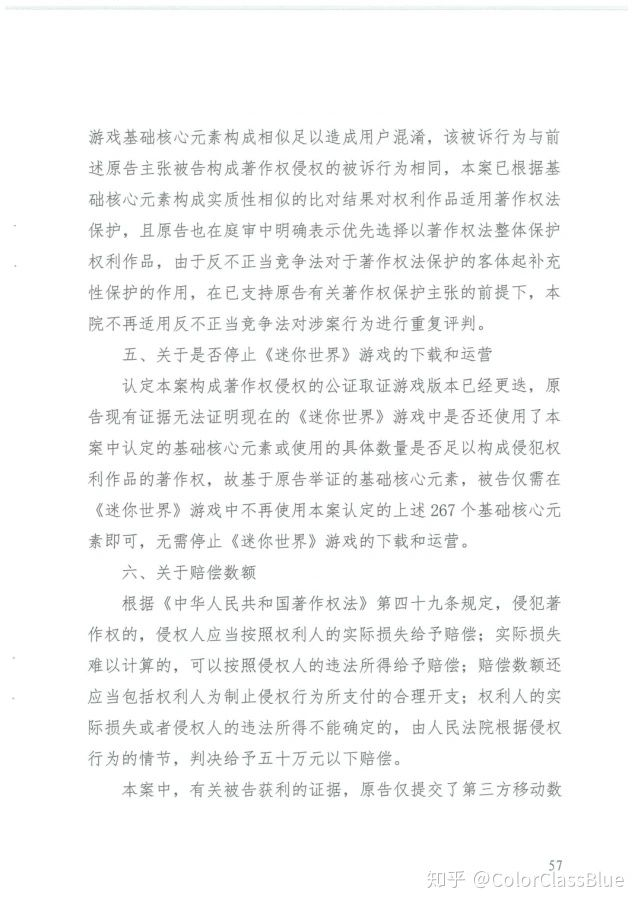 游戏基础核心元素构成相似足以造成用户混淆，该被诉行为与前
述原告主张被告构成著作权侵权的被诉行为相同，本案已根据基
础核心元素构成实质性相似的比对结果对权利作品适用著作权法
保护，且原告也在庭审中明确表示优先选择以著作权法整体保护
权利作品，由于反不正当竞争法对于著作权法保护的客体起补充
性保护的作用，在已支持原告有关著作权保护主张的前提下，本
院不再适用反不正当竞争法对涉案行为进行重复评判。
五、关于是否停止《迷你世界》游戏的下载和运营
认定本案构成著作权侵权的公证取证游戏版本已经更迭，原
告现有证据无法证明现在的《迷你世界》游戏中是否还使用了本
案中认定的基础核心元素或使用的具体数量是否足以构成侵犯权
利作品的著作权，故基于原告举证的基础核心元素，被告仅需在
《迷你世界》游戏中不再使用本案认定的上述 267 个基础核心元
素即可，无需停止《迷你世界》游戏的下载和运营。
六、关于赔偿数额
根据《中华人民共和国著作权法》第四十九条规定，侵犯著
作权的，侵权人应当按照权利人的实际损失给予赔偿；实际损失
难以计算的，可以按照侵权人的违法所得给予赔偿；赔偿数额还
应当包括权利人为制止侵权行为所支付的合理开支；权利人的实
际损失或者侵权人的违法所得不能确定的，由人民法院根据侵权
行为的情节，判决给予五十万元以下赔偿。
本案中，有关被告获利的证据，原告仅提交了第三方移动数
57
知乎 @ColorClassBlue